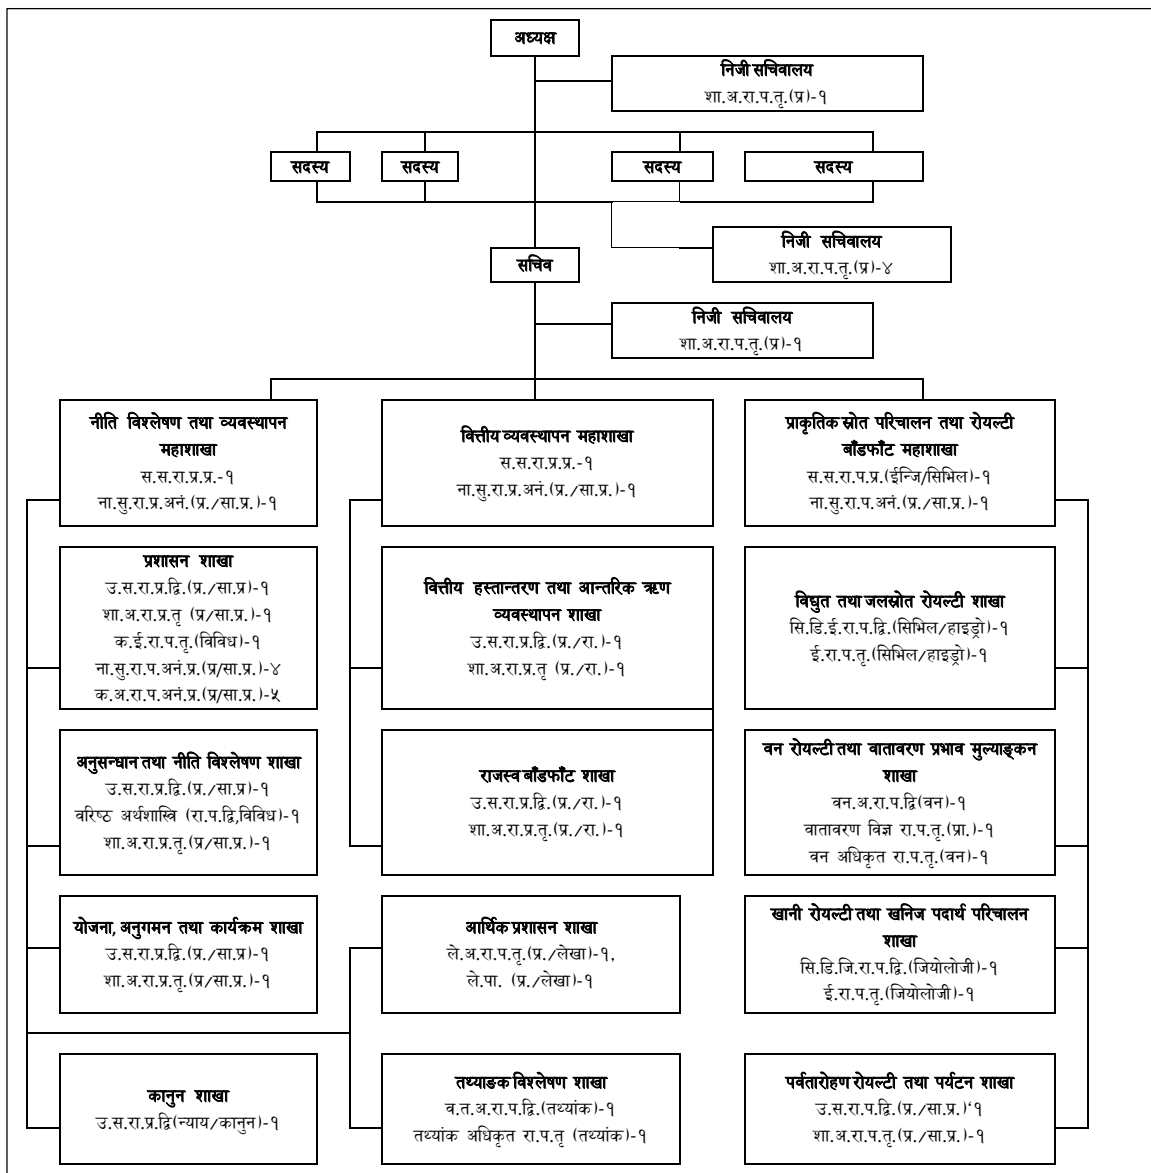 अध्यक्ष
निजी सचिवालय
शा.अ.रा.प.तृ.(प्र)-१
सदस्य
सदस्य
सदस्य
सदस्य
निजी सचिवालय
शा.अ.रा.प.तृ.(प्र)-४
सचिव
निजी सचिवालय
शा.अ.रा.प.तृ.(प्र)-१
नीति विश्लेषण तथा व्यवस्थापन
महाशाखा
स.स.रा.प्र.प्र.-१
ना.सु.रा.प्र.अनं.(प्र./सा.प्र.)-१
वित्तीय व्यवस्थापन महाशाखा
स.स.रा.प्र.प्र.-१
ना.सु.रा.प्र.अनं.(प्र./सा.प्र.)-१
प्राकृतिक स्रोत परिचालन तथा रोयल्टी
बाँडफाँट महाशाखा
स.स.रा.प.प्र.(ईन्जि/सिभिल)-१
ना.सु.रा.प.अनं.(प्र./सा.प्र.)-१
प्रशासन शाखा
उ.स.रा.प्र.द्वि.(प्र./सा.प्र)-१
शा.अ.रा.प्र.तृ (प्र/सा.प्र.)-१
क.ई.रा.प.तृ.(विविध)-१
ना.सु.रा.प.अनं.प्र.(प्र/सा.प्र.)-४
क.अ.रा.प.अनं.प्र.(प्र/सा.प्र.)-५
वित्तीय हस्तान्तरण तथा आन्तरिक ऋण
व्यवस्थापन शाखा
उ.स.रा.प्र.द्वि.(प्र./रा.)-१
शा.अ.रा.प्र.तृ (प्र./रा.)-१
विधुत तथा जलस्रोत रोयल्टी शाखा
सि.डि.ई.रा.प.द्वि.(सिभिल/हाइड्रो)-१
ई.रा.प.तृ.(सिभिल/हाइड्रो)-१
अनुसन्धान तथा नीति विश्लेषण शाखा
उ.स.रा.प्र.द्वि.(प्र./सा.प्र)-१
वरिष्ठ अर्थशास्त्रि (रा.प.द्वि,विविध)-१
शा.अ.रा.प्र.तृ.(प्र/सा.प्र.)-१
राजस्व बाँडफाँट शाखा
उ.स.रा.प्र.द्वि.(प्र./रा.)-१
शा.अ.रा.प्र.तृ.(प्र./रा.)-१
वन रोयल्टी तथा वातावरण प्रभाव मुल्याङ्कन
शाखा
वन.अ.रा.प.द्वि(वन)-१
वातावरण विज्ञ रा.प.तृ.(प्रा.)-१
वन अधिकृत रा.प.तृ.(वन)-१
योजना, अनुगमन तथा कार्यक्रम शाखा
उ.स.रा.प्र.द्वि.(प्र./सा.प्र)-१
शा.अ.रा.प्र.तृ.(प्र/सा.प्र.)-१
आर्थिक प्रशासन शाखा
ले.अ.रा.प.तृ.(प्र./लेखा)-१,
ले.पा. (प्र./लेखा)-१
खानी रोयल्टी तथा खनिज पदार्थ परिचालन
शाखा
सि.डि.जि.रा.प.द्वि.(जियोलोजी)-१
ई.रा.प.तृ.(जियोलोजी)-१
कानुन शाखा
उ.स.रा.प्र.द्वि(न्याय/कानुन)-१
तथ्याङक विश्लेषण शाखा
व.त.अ.रा.प.द्वि.(तथ्यांक)-१
तथ्यांक अधिकृत रा.प.तृ (तथ्यांक)-१
पर्वतारोहण रोयल्टी तथा पर्यटन शाखा
उ.स.रा.प.द्वि.(प्र./सा.प्र.)‘१
शा.अ.रा.प.तृ.(प्र./सा.प्र.)-१